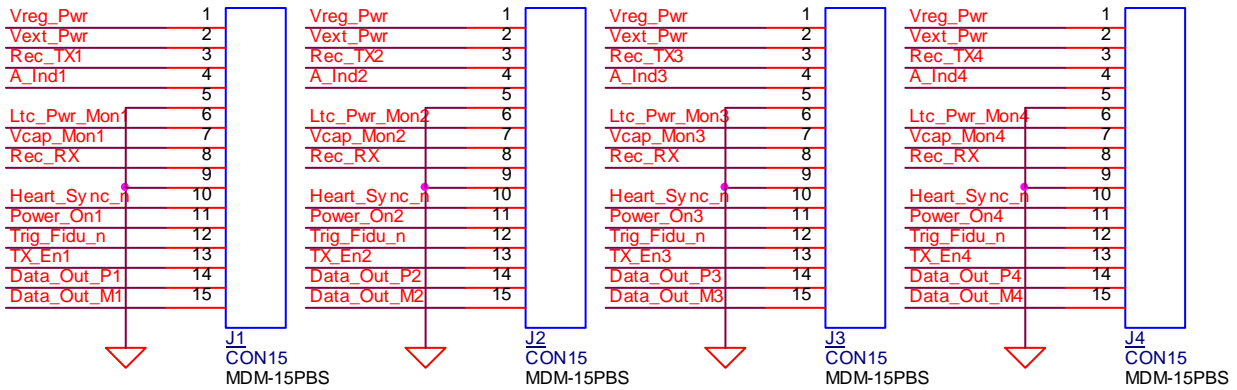 Vreg_Pwr 1 Vreg_Pwr 1 Vreg_Pwr 1 Vreg_Pwr 1
Vext_Pwr 2 Vext_Pwr 2 Vext_Pwr 2 Vext_Pwr 2
Rec_TX1 3 Rec_TX2 3 Rec_TX3 3 Rec_TX4 3
A_Ind1 4 A_Ind2 4 A_Ind3 4 A_Ind4 4
5 5 5 5
Ltc_Pwr_Mon1 6 Ltc_Pwr_Mon2 6 Ltc_Pwr_Mon3 6 Ltc_Pwr_Mon4 6
Vcap_Mon1 7 Vcap_Mon2 7 Vcap_Mon3 7 Vcap_Mon4 7
Rec_RX 8 Rec_RX 8 Rec_RX 8 Rec_RX 8
9 9 9 9
Heart_Sync_n 10 Heart_Sync_n 10 Heart_Sync_n 10 Heart_Sync_n 10
Power_On1 11 Power_On2 11 Power_On3 11 Power_On4 11
Trig_Fidu_n 12 Trig_Fidu_n 12 Trig_Fidu_n 12 Trig_Fidu_n 12
TX_En1 13 TX_En2 13 TX_En3 13 TX_En4 13
Data_Out_P1 14 Data_Out_P2 14 Data_Out_P3 14 Data_Out_P4 14
Data_Out_M1 15 Data_Out_M2 15 Data_Out_M3 15 Data_Out_M4 15
J1 J2 J3 J4
CON15 CON15 CON15 CON15
MDM-15PBS MDM-15PBS MDM-15PBS MDM-15PBS